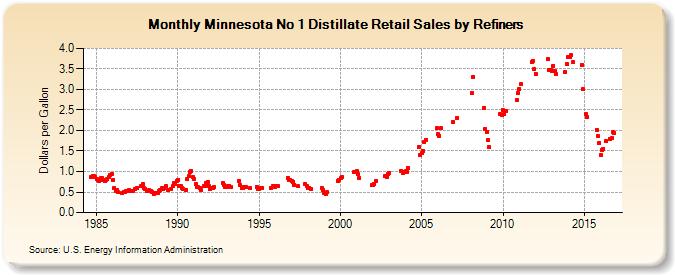 Monthly Minnesota No 1 Distillate Retail Sales by Refiners
Dollars per Gallon
4.0
3.5
3.0
2.5
2.0
1.5
1.0
0.5
0.0
1985 1990 1995 2000 2005 2010 2015
Source: U.S. Energy Information Administration